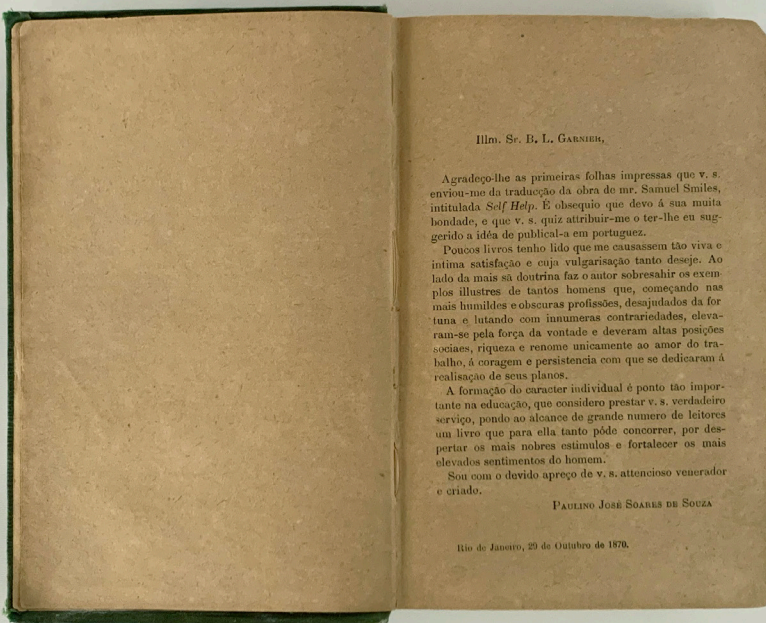 Illm. Sr. B. L. Garnier,
Agradeço-lhe as primeiras folhas impressas que v. s.
enviou-me da traducção da obra de mr. Samuel Smiles,
intitulada Self Help. É obsequio que devo á sua muita
bondade, e que v. s. quiz attribuir-me o ter-lhe eu sug-
gerido a idéa de publical-a em portuguez.
Poucos livros tenho lido que me causassem tão viva e
intima satisfação e cuja vulgarisação tanto deseje. Ao
lado da mais sã doutrina faz o autor sobresahir os exem-
plos illustres de tantos homens que, começando nas
mais humildes e obscuras profissões, desajudados da for
tuna e lutando com innumeras contrariedades, eleva-
ram-se pela força da vontade e deveram altas posições
sociaes, riqueza e renome unicamente ao amor do tra-
balho, á coragem e persistencia com que se dedicaram á
realisação de seus planos.
A formação do caracter individual é ponto tão impor-
tante na educação, que considero prestar v. s. verdadeiro
serviço, pondo ao alcance de grande numero de leitores
um livro que para ella tanto póde concorrer, por des-
pertar os mais nobres estimulos e fortalecer os mais
elevados sentimentos do homem.
Sou com o devido apreço de v. s. attencioso venerador
e criado.
Paulino José Soares de Souza
Rio de Janeiro, 29 de Outubro de 1870.